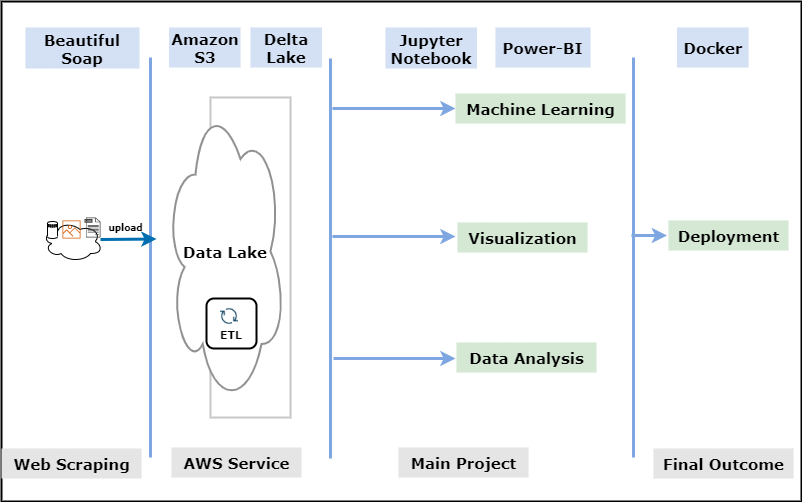 Beautiful
Soap
Amazon
S3
Delta
Lake
Jupyter
Notebook
Power-BI
Docker
Machine Learning
upload
Data Lake
Visualization
Deployment
ETL
Data Analysis
Web Scraping
AWS Service
Main Project
Final Outcome